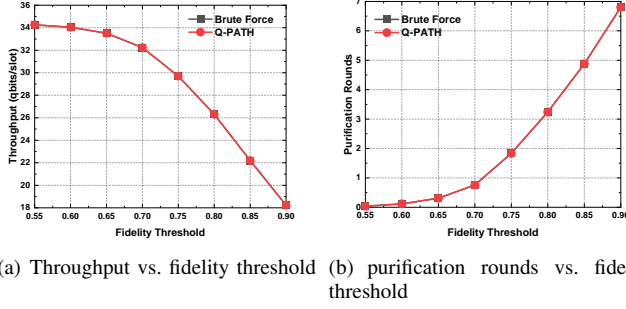 36
34
32
30
28
26
24
22
20
18
Throughput (qbits/slot)
Brute Force
Q-PATH
0.55 0.60 0.65 0.70 0.75 0.80 0.85 0.90
Fidelity Threshold
7
6
5
4
3
2
1
0
Purification Rounds
Brute Force
Q-PATH
0.55 0.60 0.65 0.70 0.75 0.80 0.85 0.90
Fidelity Threshold
(a) Throughput vs. fidelity threshold
(b) purification rounds vs. fide
threshold